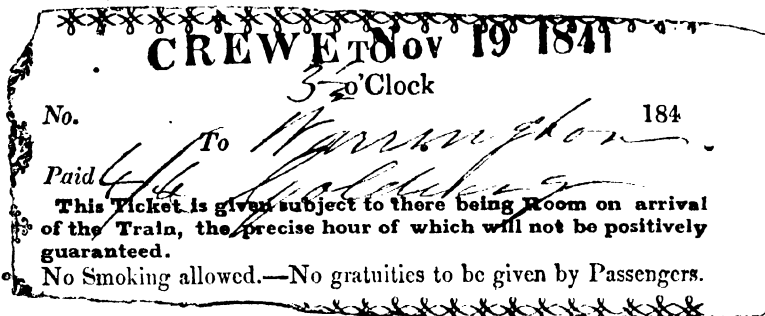 CREWE TO Nov 19 1841
o'Clock
No. 184
To Warrington
Paid 4/6
This Ticket is given subject to there being Room on arrival
of the Train, the precise hour of which will not be positively
guaranteed.
No Smoking allowed.—No gratuities to be given by Passengers.